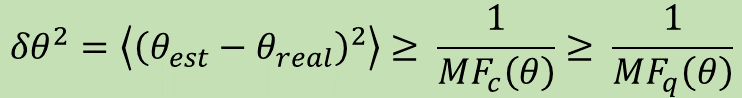 δθ² = ⟨(θ_est − θ_real)²⟩ ≥ 1/(MF_c(θ)) ≥ 1/(MF_q(θ))